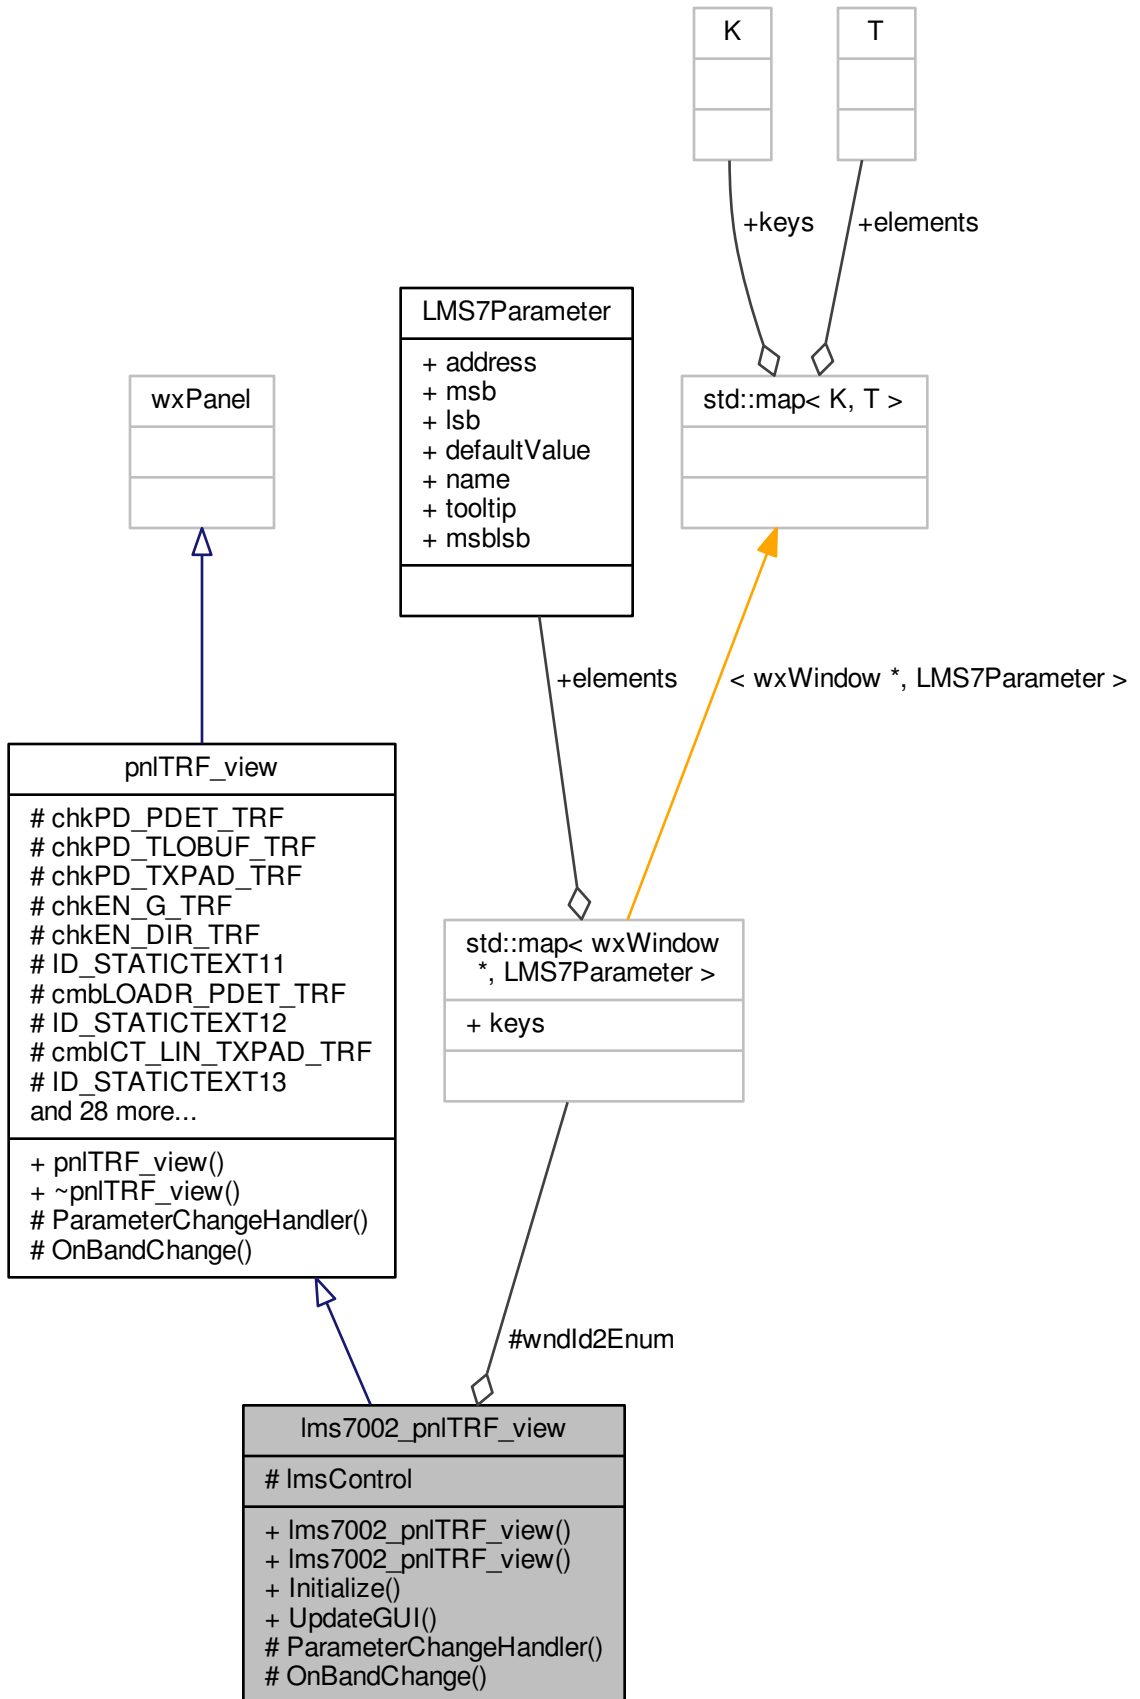 K
T
+keys
+elements
LMS7Parameter
+ address
+ msb
+ lsb
+ defaultValue
+ name
+ tooltip
+ msblsb
wxPanel
std::map< K, T >
+elements
< wxWindow *, LMS7Parameter >
pnlTRF_view
# chkPD_PDET_TRF
# chkPD_TLOBUF_TRF
# chkPD_TXPAD_TRF
# chkEN_G_TRF
# chkEN_DIR_TRF
# ID_STATICTEXT11
# cmbLOADR_PDET_TRF
# ID_STATICTEXT12
# cmbICT_LIN_TXPAD_TRF
# ID_STATICTEXT13
and 28 more...
+ pnlTRF_view()
+ ~pnlTRF_view()
# ParameterChangeHandler()
# OnBandChange()
std::map< wxWindow
*, LMS7Parameter >
+ keys
#wndId2Enum
lms7002_pnlTRF_view
# lmsControl
+ lms7002_pnlTRF_view()
+ lms7002_pnlTRF_view()
+ Initialize()
+ UpdateGUI()
# ParameterChangeHandler()
# OnBandChange()